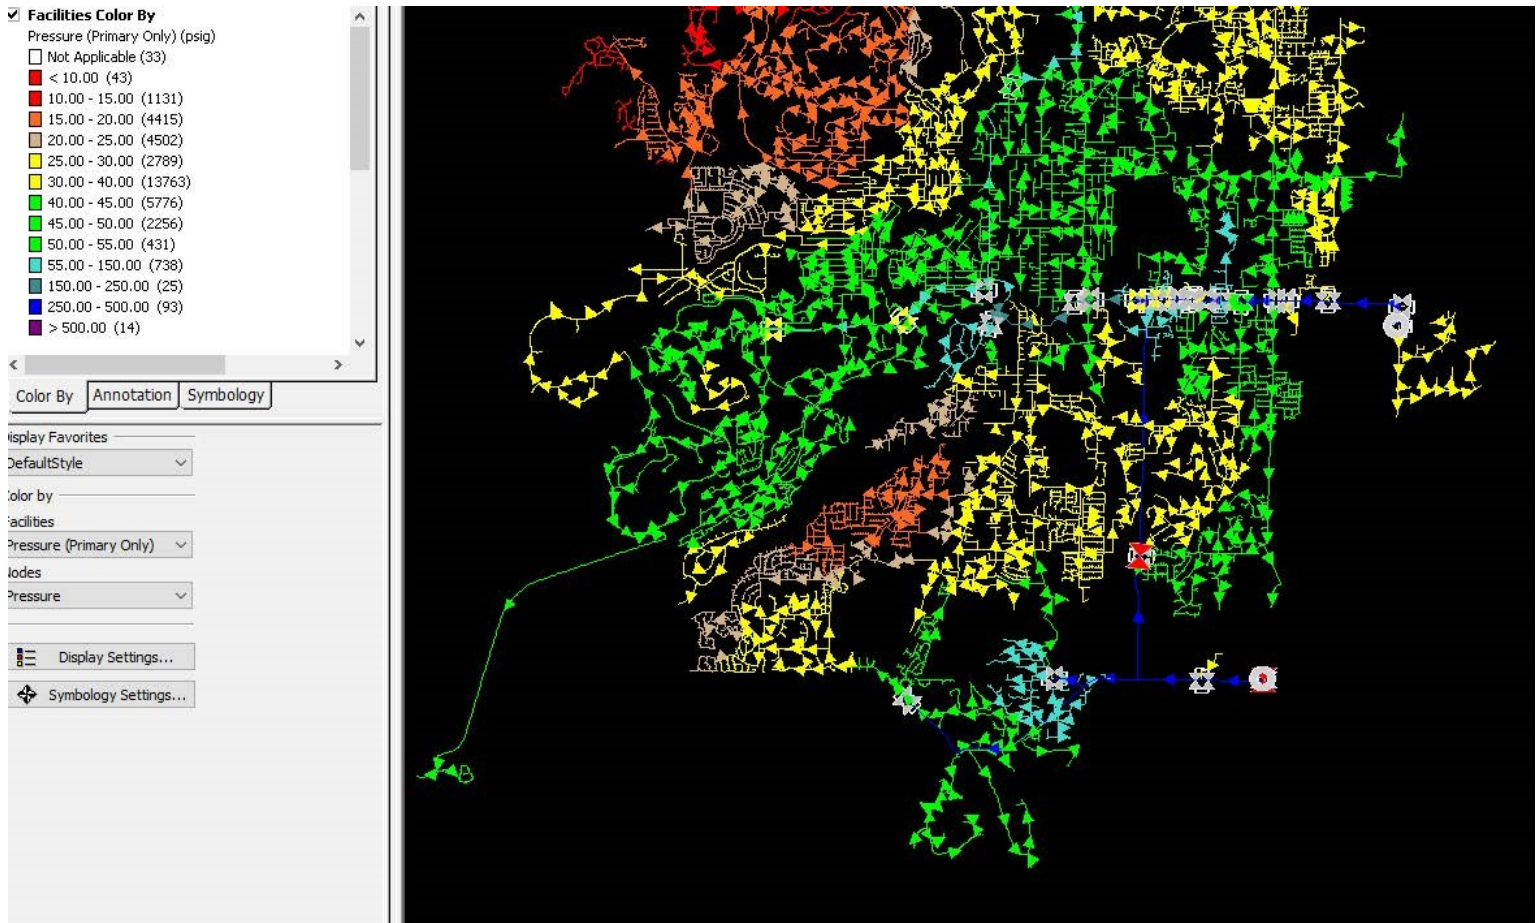 Facilities Color By
Pressure (Primary Only) (psig)
Not Applicable (33)
< 10.00 (43)
10.00 - 15.00 (1131)
15.00 - 20.00 (4415)
20.00 - 25.00 (4502)
25.00 - 30.00 (2789)
30.00 - 40.00 (13763)
40.00 - 45.00 (5776)
45.00 - 50.00 (2256)
50.00 - 55.00 (431)
55.00 - 150.00 (738)
150.00 - 250.00 (25)
250.00 - 500.00 (93)
> 500.00 (14)
Color By Annotation Symbology
isplay Favorites
DefaultStyle
Color by
acilities
Pressure (Primary Only)
odes
Pressure
Display Settings...
Symbology Settings...